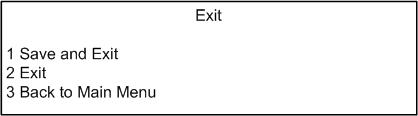 Exit
1 Save and Exit
2 Exit
3 Back to Main Menu